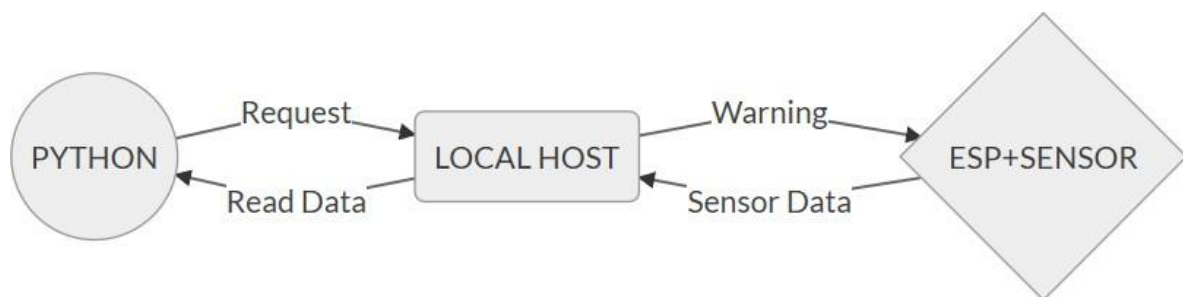 Request
Warning
PYTHON
LOCAL HOST
ESP+SENSOR
Read Data
Sensor Data